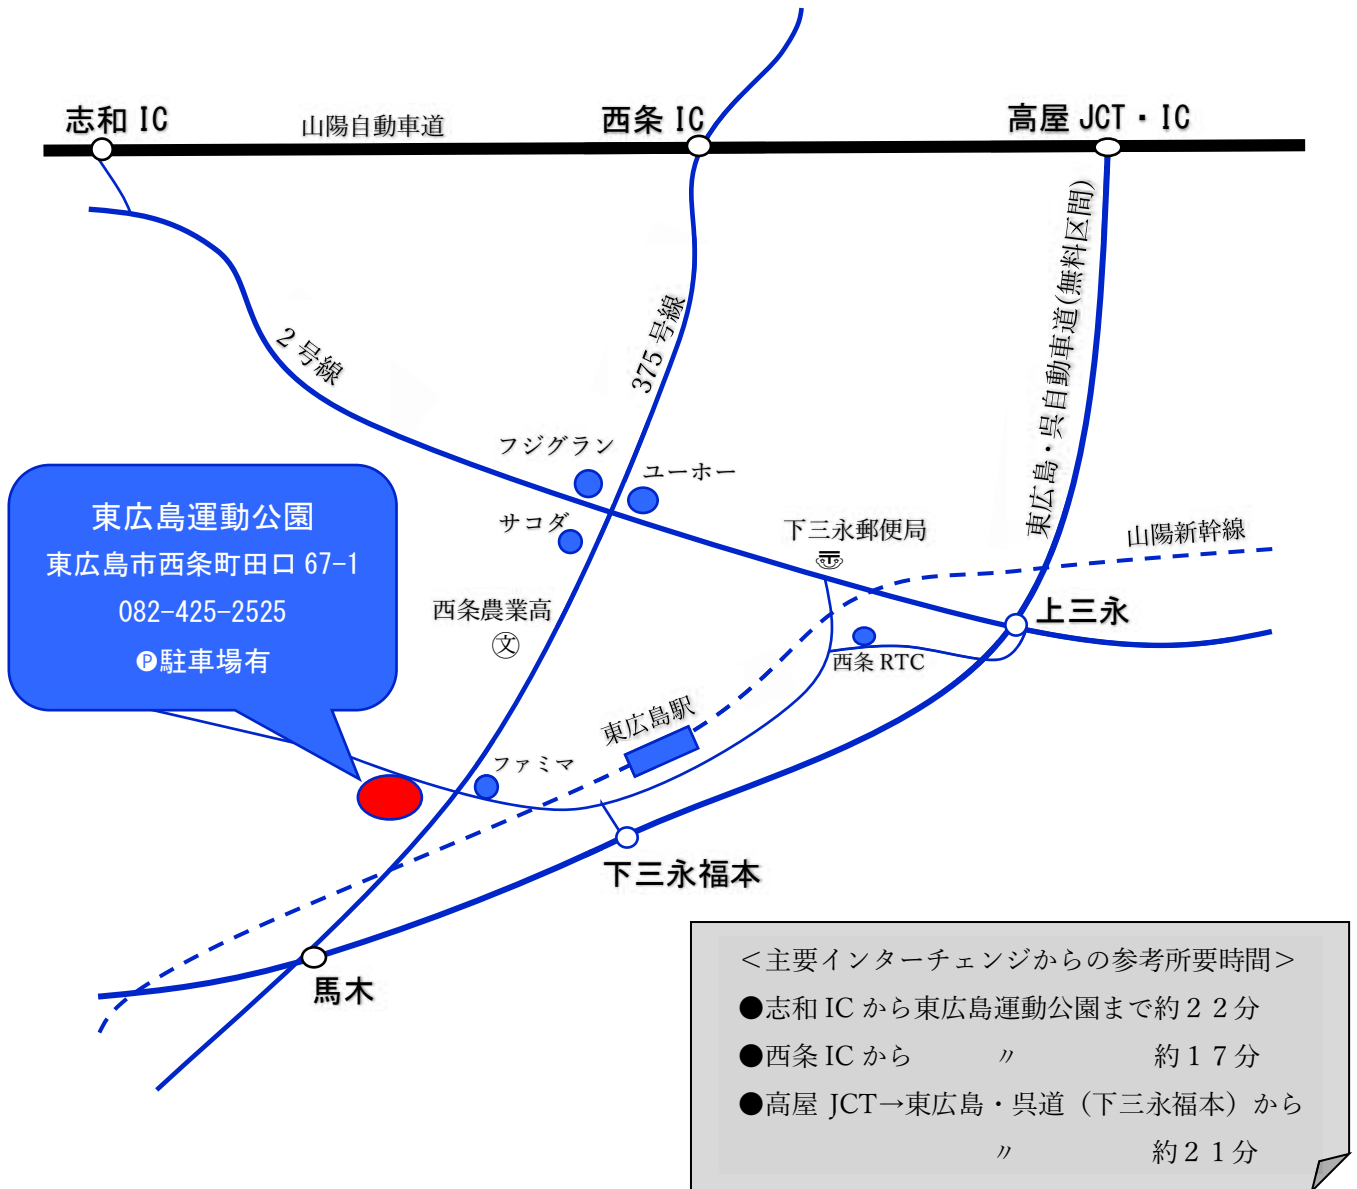 志和 IC
山陽自動車道
西条 IC
高屋 JCT・IC
東広島・呉自動車道(無料区間)
375 号線
2 号線
フジグラン
ユーホー
サコダ
下三永郵便局
〒
山陽新幹線
上三永
西条農業高
文
西条 RTC
東広島運動公園
東広島市西条町田口 67-1
082-425-2525
🅟駐車場有
東広島駅
ファミマ
下三永福本
馬木
＜主要インターチェンジからの参考所要時間＞
●志和 IC から東広島運動公園まで約２２分
●西条 IC から　　　〃　　　　　約１７分
●高屋 JCT→東広島・呉道（下三永福本）から
〃　　　　　約２１分